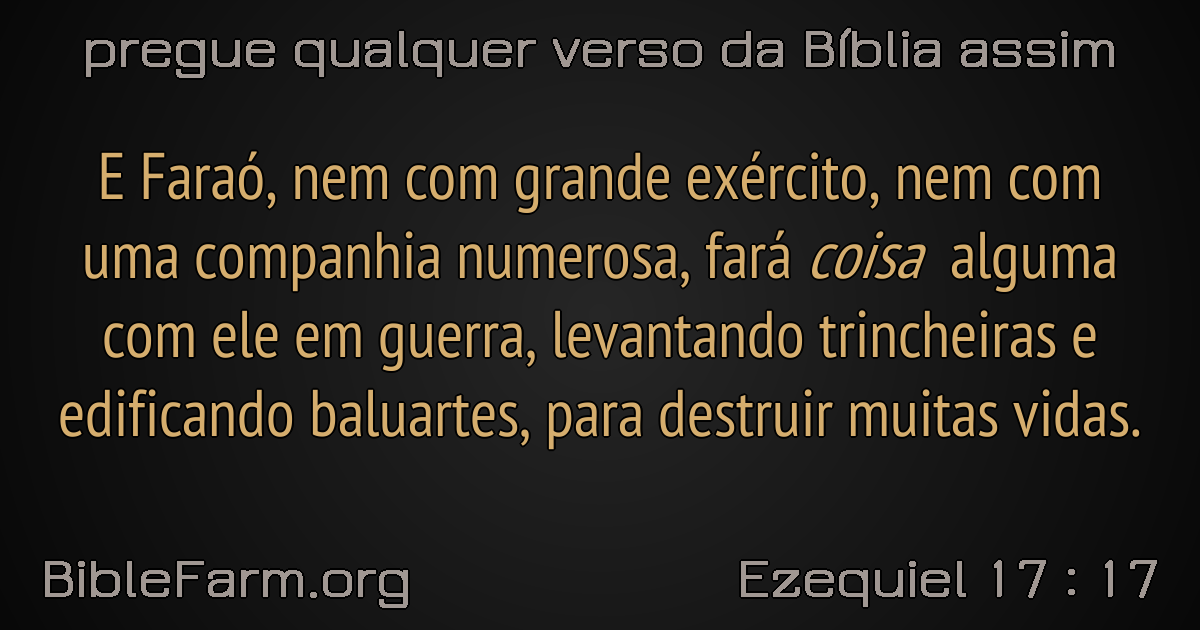 pregue qualquer verso da Bíblia assim
E Faraó, nem com grande exército, nem com
uma companhia numerosa, fará coisa alguma
com ele em guerra, levantando trincheiras e
edificando baluartes, para destruir muitas vidas.
BibleFarm.org
Ezequiel 17 : 17